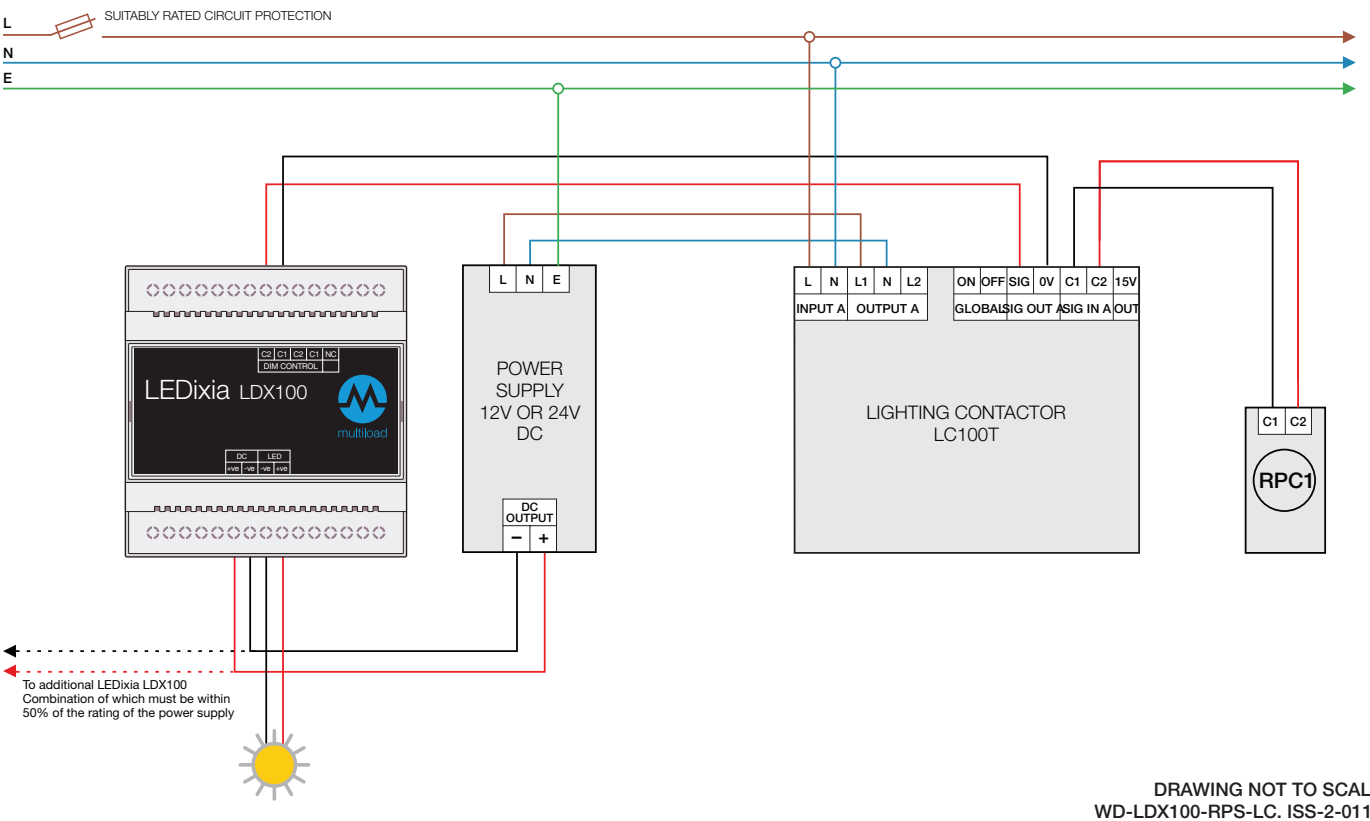 SUITABLY RATED CIRCUIT PROTECTION
L
N
E
L N E
L N L1 N L2
INPUT A OUTPUT A
ON OFF SIG 0V C1 C2 15V
GLOBAL SIG OUT A SIG IN A OUT
C2 C1 C2 C1 NC
DIM CONTROL
LEDixia LDX100
multiload
DC LED
+ve -ve -ve +ve
POWER
SUPPLY
12V OR 24V
DC
DC
OUTPUT
− +
LIGHTING CONTACTOR
LC100T
C1 C2
RPC1
To additional LEDixia LDX100
Combination of which must be within
50% of the rating of the power supply
DRAWING NOT TO SCAL
WD-LDX100-RPS-LC. ISS-2-011